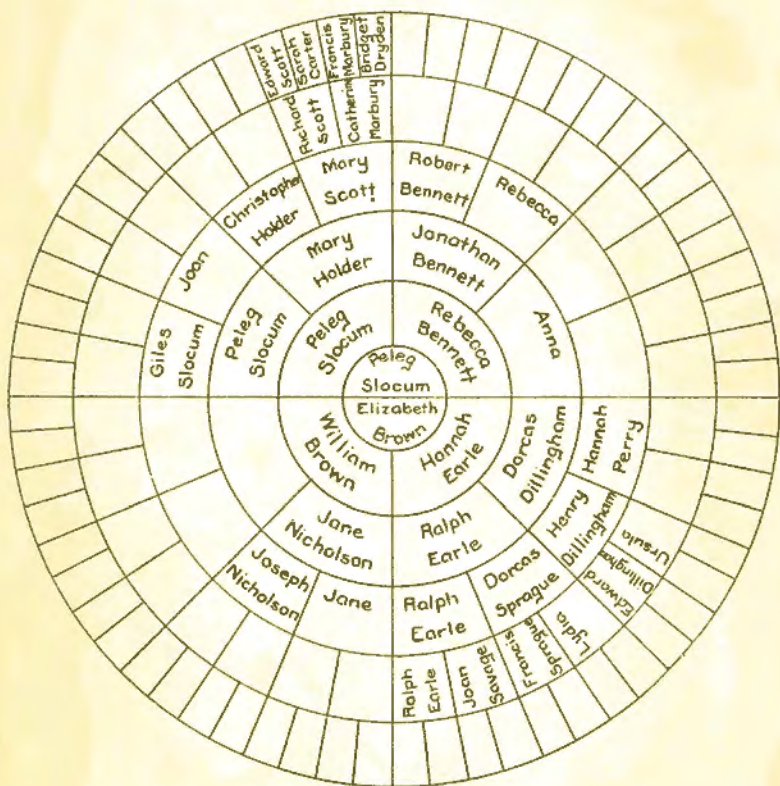 Edward
Scott
Sarah
Carter
Francis
Marbury
Bridget
Dryden
Richard
Scott
Catherine
Marbury
Christopher
Holder
Mary
Scott
Robert
Bennett
Rebecca
Joan
Giles
Slocum
Peleg
Slocum
Mary
Holder
Jonathan
Bennett
Anna
Peleg
Slocum
Rebecca
Bennett
Peleg
Slocum
Elizabeth
Brown
William
Brown
Hannah
Earle
Dorcas
Dillingham
Hannah
Perry
Jane
Nicholson
Ralph
Earle
Henry
Dillingham
Ursula
Edward
Dillingham
Joseph
Nicholson
Jane
Ralph
Earle
Dorcas
Sprague
Lydia
Francis
Sprague
Joan
Savage
Ralph
Earle